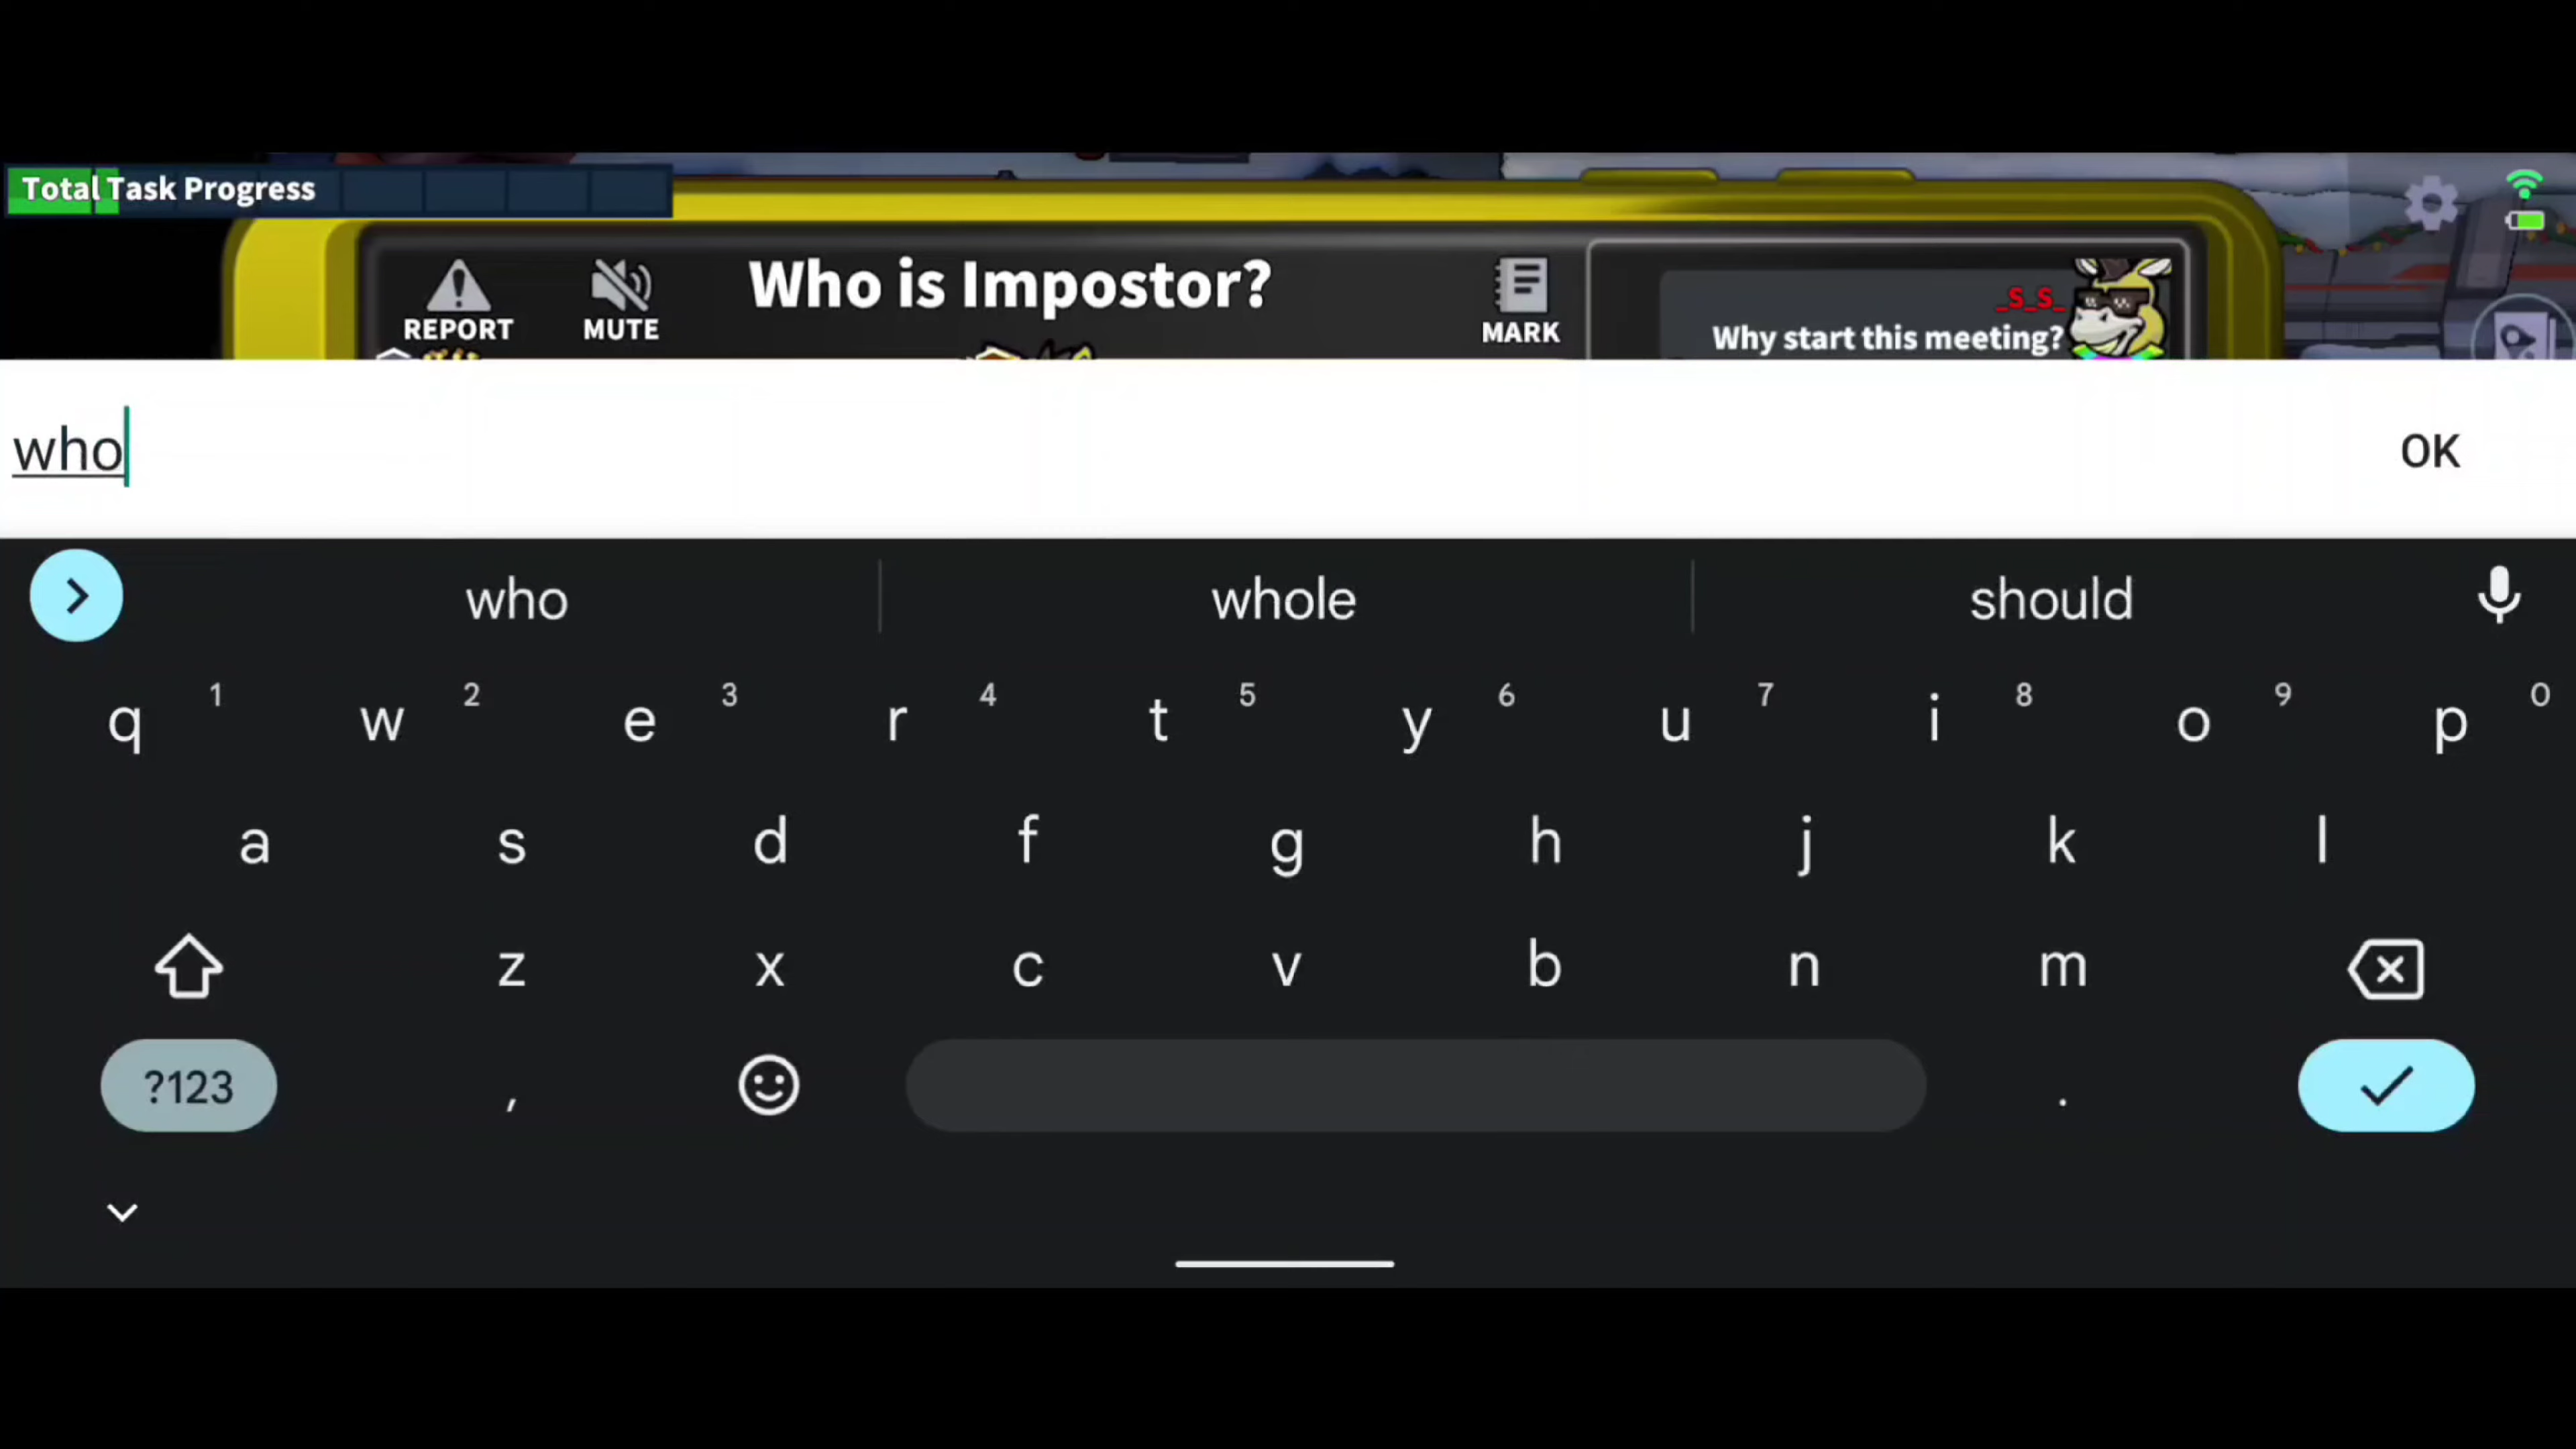 Total Task Progress
REPORT
MUTE
Who is Impostor?
MARK
_S_S_
Why start this meeting?
who
OK
who
whole
should
q 1 w 2 e 3 r 4 t 5 y 6 u 7 i 8 o 9 p 0
a s d f g h j k l
z x c v b n m
?123 , .